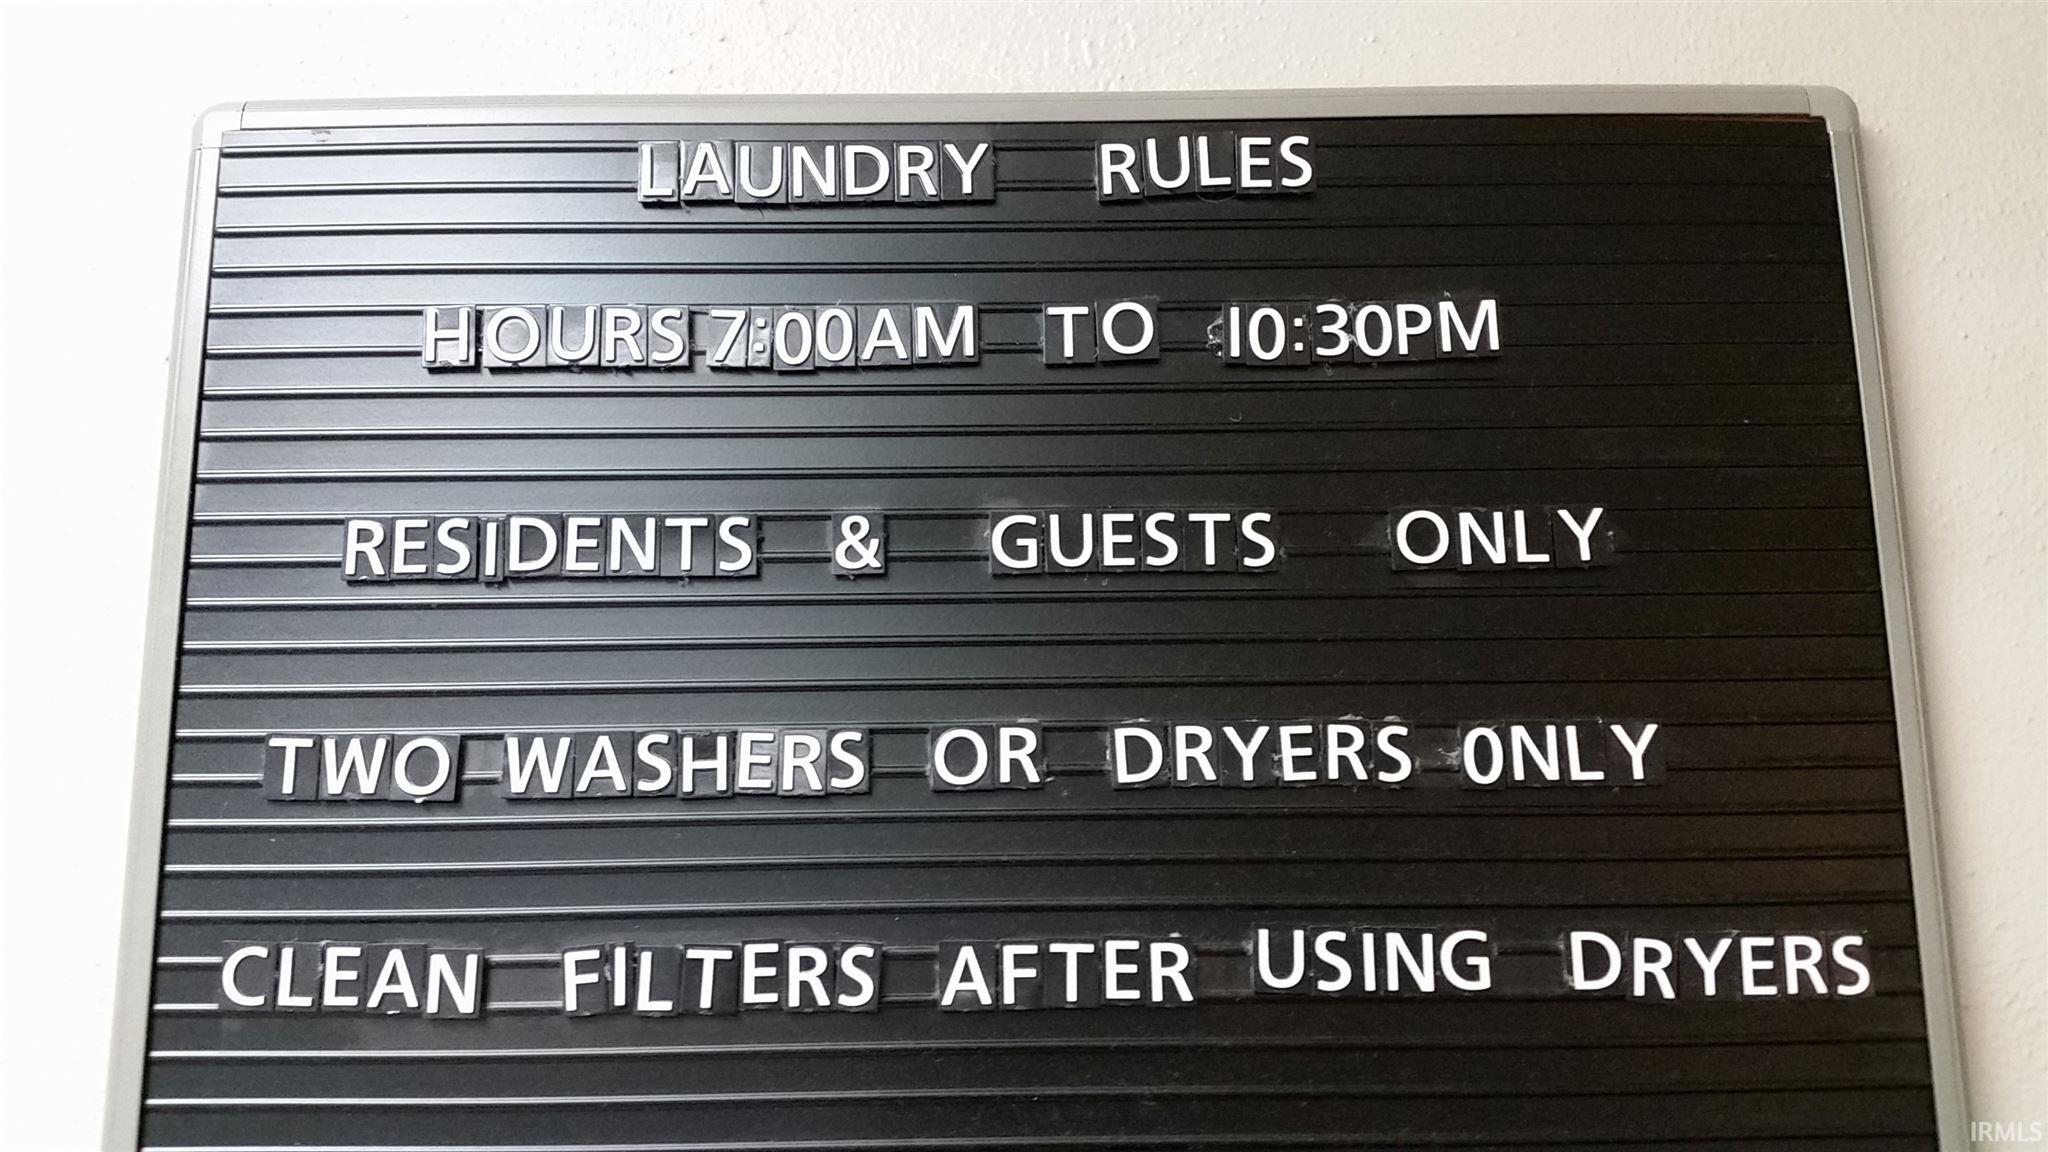 LAUNDRY RULES
HOURS 7:00AM TO 10:30PM
RESIDENTS & GUESTS ONLY
TWO WASHERS OR DRYERS 0NLY
CLEAN FILTERS AFTER USING DRYERS
IRMLS